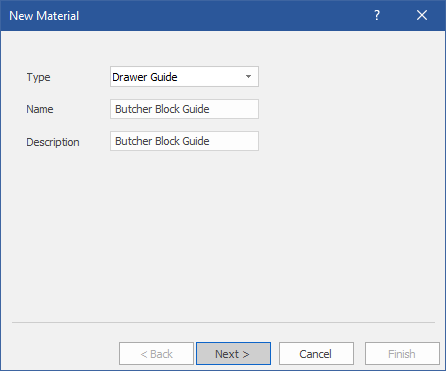 New Material ?
Type Drawer Guide
Name Butcher Block Guide
Description Butcher Block Guide
< Back Next > Cancel Finish